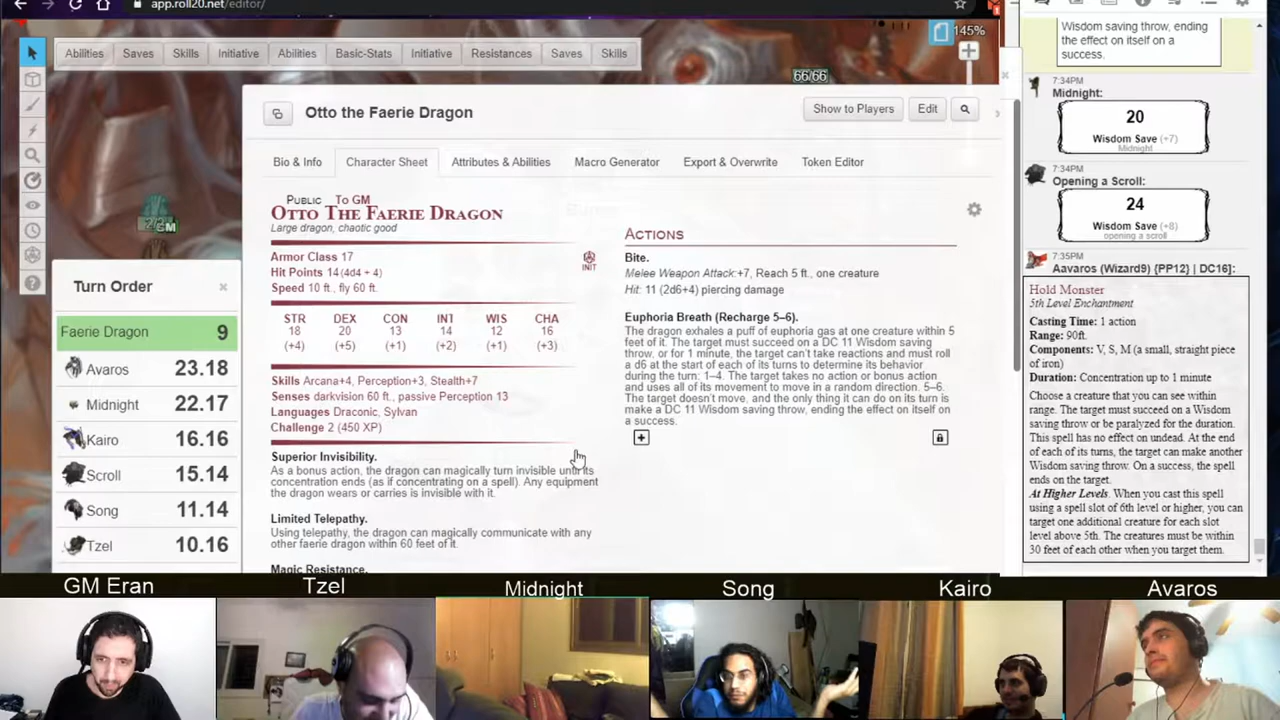 app.roll20.net/editor/
145%
Abilities Saves Skills Initiative Abilities Basic-Stats Initiative Resistances Saves Skills
66/66
Otto the Faerie Dragon
Show to Players Edit
Bio & Info Character Sheet Attributes & Abilities Macro Generator Export & Overwrite Token Editor
PUBLIC To GM
OTTO THE FAERIE DRAGON
Large dragon, chaotic good
Armor Class 17
Hit Points 14 (4d4 + 4)
Speed 10 ft., fly 60 ft.
INIT
STR DEX CON INT WIS CHA
18 20 13 14 12 16
(+4) (+5) (+1) (+2) (+1) (+3)
Skills Arcana+4, Perception+3, Stealth+7
Senses darkvision 60 ft., passive Perception 13
Languages Draconic, Sylvan
Challenge 2 (450 XP)
Superior Invisibility.
As a bonus action, the dragon can magically turn invisible until its
concentration ends (as if concentrating on a spell). Any equipment
the dragon wears or carries is invisible with it.
Limited Telepathy.
Using telepathy, the dragon can magically communicate with any
other faerie dragon within 60 feet of it.
Magic Resistance.
ACTIONS
Bite.
Melee Weapon Attack:+7, Reach 5 ft., one creature
Hit: 11 (2d6+4) piercing damage
Euphoria Breath (Recharge 5–6).
The dragon exhales a puff of euphoria gas at one creature within 5
feet of it. The target must succeed on a DC 11 Wisdom saving
throw, or for 1 minute, the target can't take reactions and must roll
a d6 at the start of each of its turns to determine its behavior
during the turn: 1–4. The target takes no action or bonus action
and uses all of its movement to move in a random direction. 5–6.
The target doesn't move, and the only thing it can do on its turn is
make a DC 11 Wisdom saving throw, ending the effect on itself on
a success.
GM
Turn Order
Faerie Dragon 9
Avaros 23.18
Midnight 22.17
Kairo 16.16
Scroll 15.14
Song 11.14
Tzel 10.16
Wisdom saving throw, ending
the effect on itself on a
success.
7:34PM
Midnight:
20
Wisdom Save (+7)
Midnight
7:34PM
Opening a Scroll:
24
Wisdom Save (+8)
opening a scroll
7:35PM
Aavaros (Wizard9) {PP12} | DC16]:
Hold Monster
5th Level Enchantment
Casting Time: 1 action
Range: 90ft.
Components: V, S, M (a small, straight piece
of iron)
Duration: Concentration up to 1 minute
Choose a creature that you can see within
range. The target must succeed on a Wisdom
saving throw or be paralyzed for the duration.
This spell has no effect on undead. At the end
of each of its turns, the target can make another
Wisdom saving throw. On a success, the spell
ends on the target.
At Higher Levels. When you cast this spell
using a spell slot of 6th level or higher, you can
target one additional creature for each slot
level above 5th. The creatures must be within
30 feet of each other when you target them.
GM Eran Tzel Midnight Song Kairo Avaros